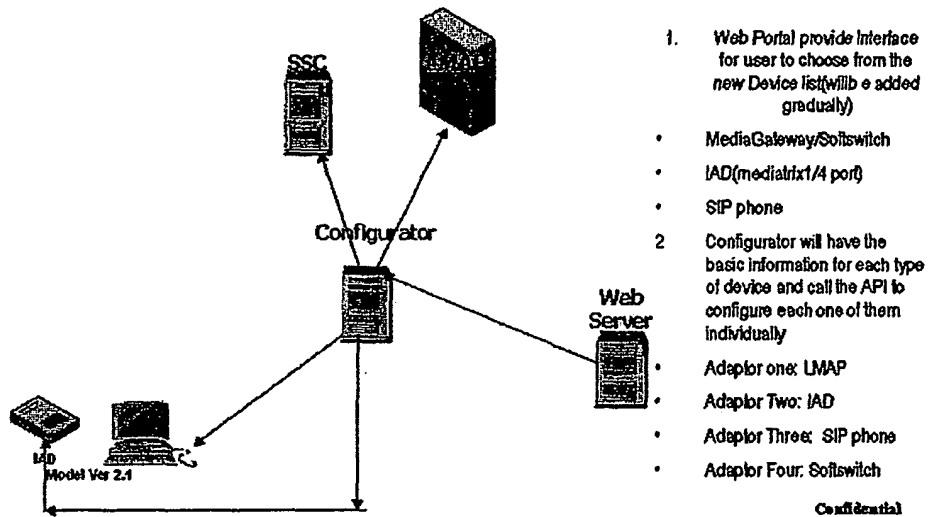 SSC
LMAP
Configurator
Web
Server
IAD
Model Ver 2.1
1. Web Portal provide Interface
for user to choose from the
new Device list(willb e added
gradually)
• MediaGateway/Softswitch
• IAD(mediatrix1/4 port)
• SIP phone
2 Configurator will have the
basic information for each type
of device and call the API to
configure each one of them
individually
• Adaptor one: LMAP
• Adaptor Two: IAD
• Adaptor Three: SIP phone
• Adaptor Four: Softswitch
Confidential